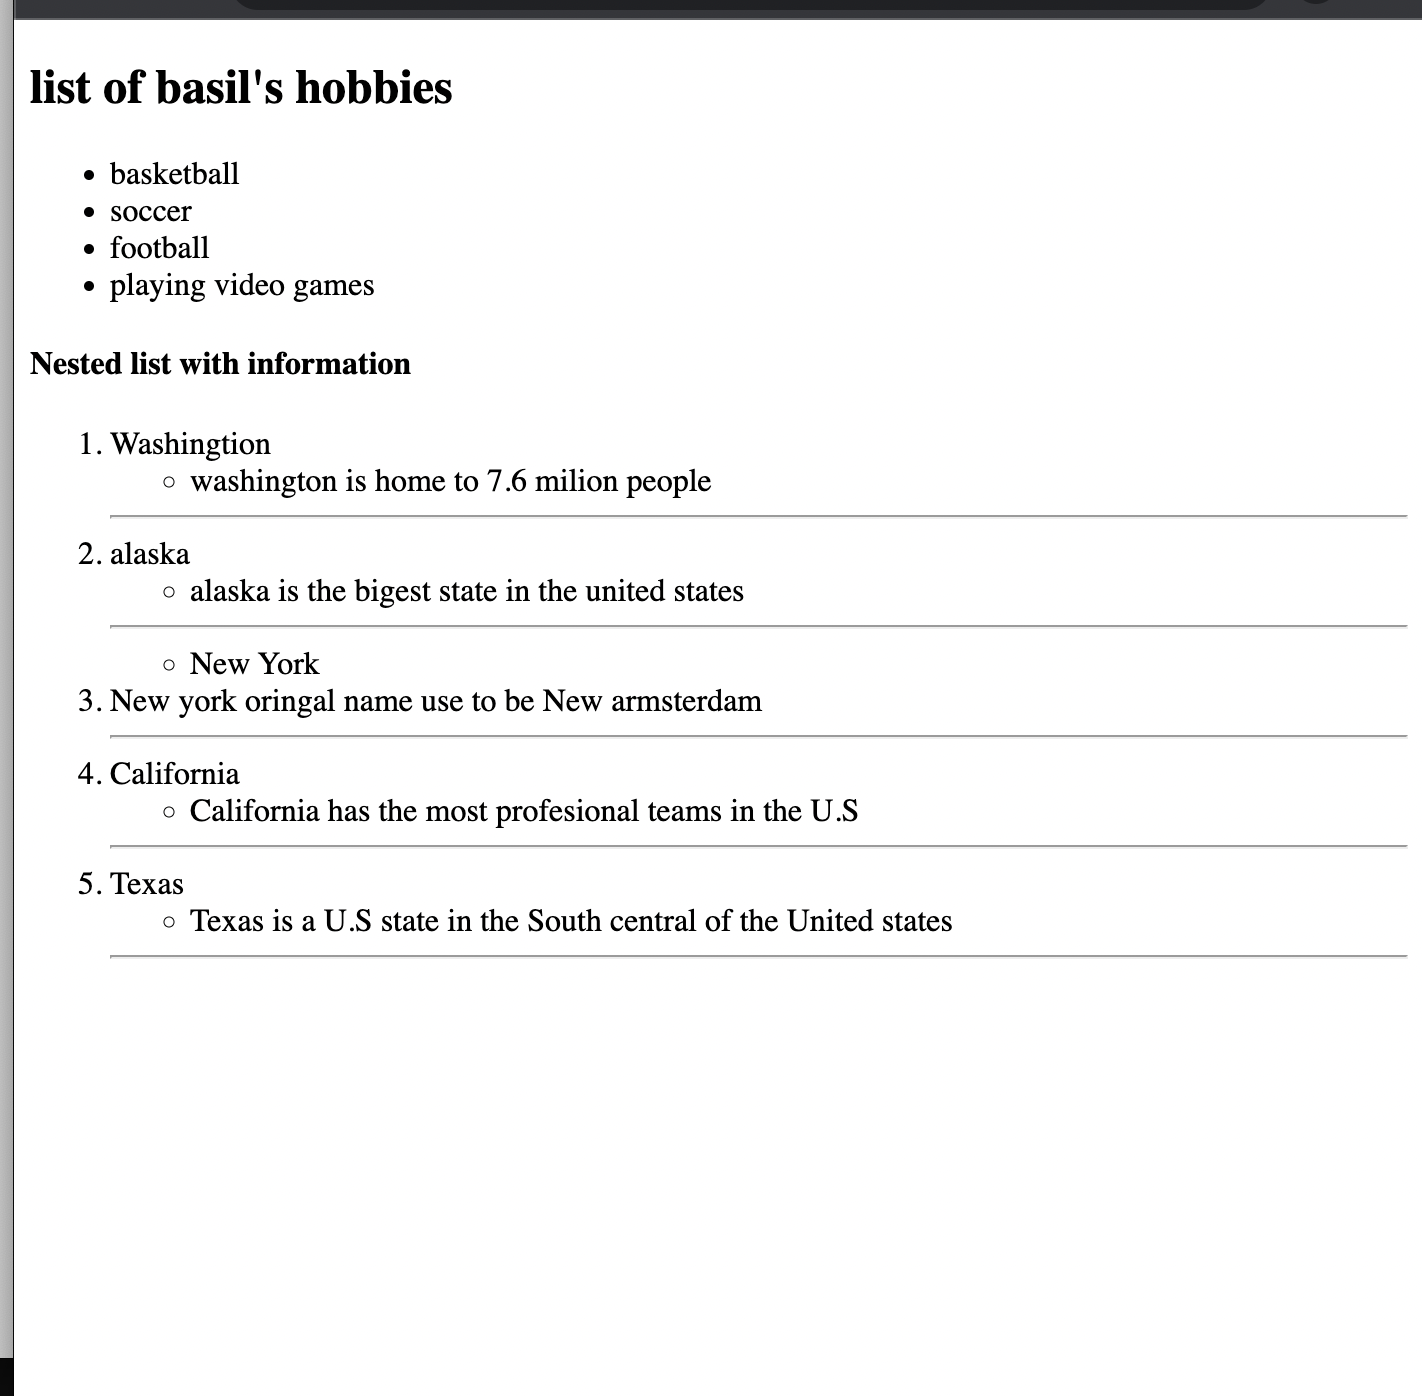 list of basil's hobbies
• basketball
• soccer
• football
• playing video games
Nested list with information
1. Washingtion
○ washington is home to 7.6 milion people
2. alaska
○ alaska is the bigest state in the united states
○ New York
3. New york oringal name use to be New armsterdam
4. California
○ California has the most profesional teams in the U.S
5. Texas
○ Texas is a U.S state in the South central of the United states